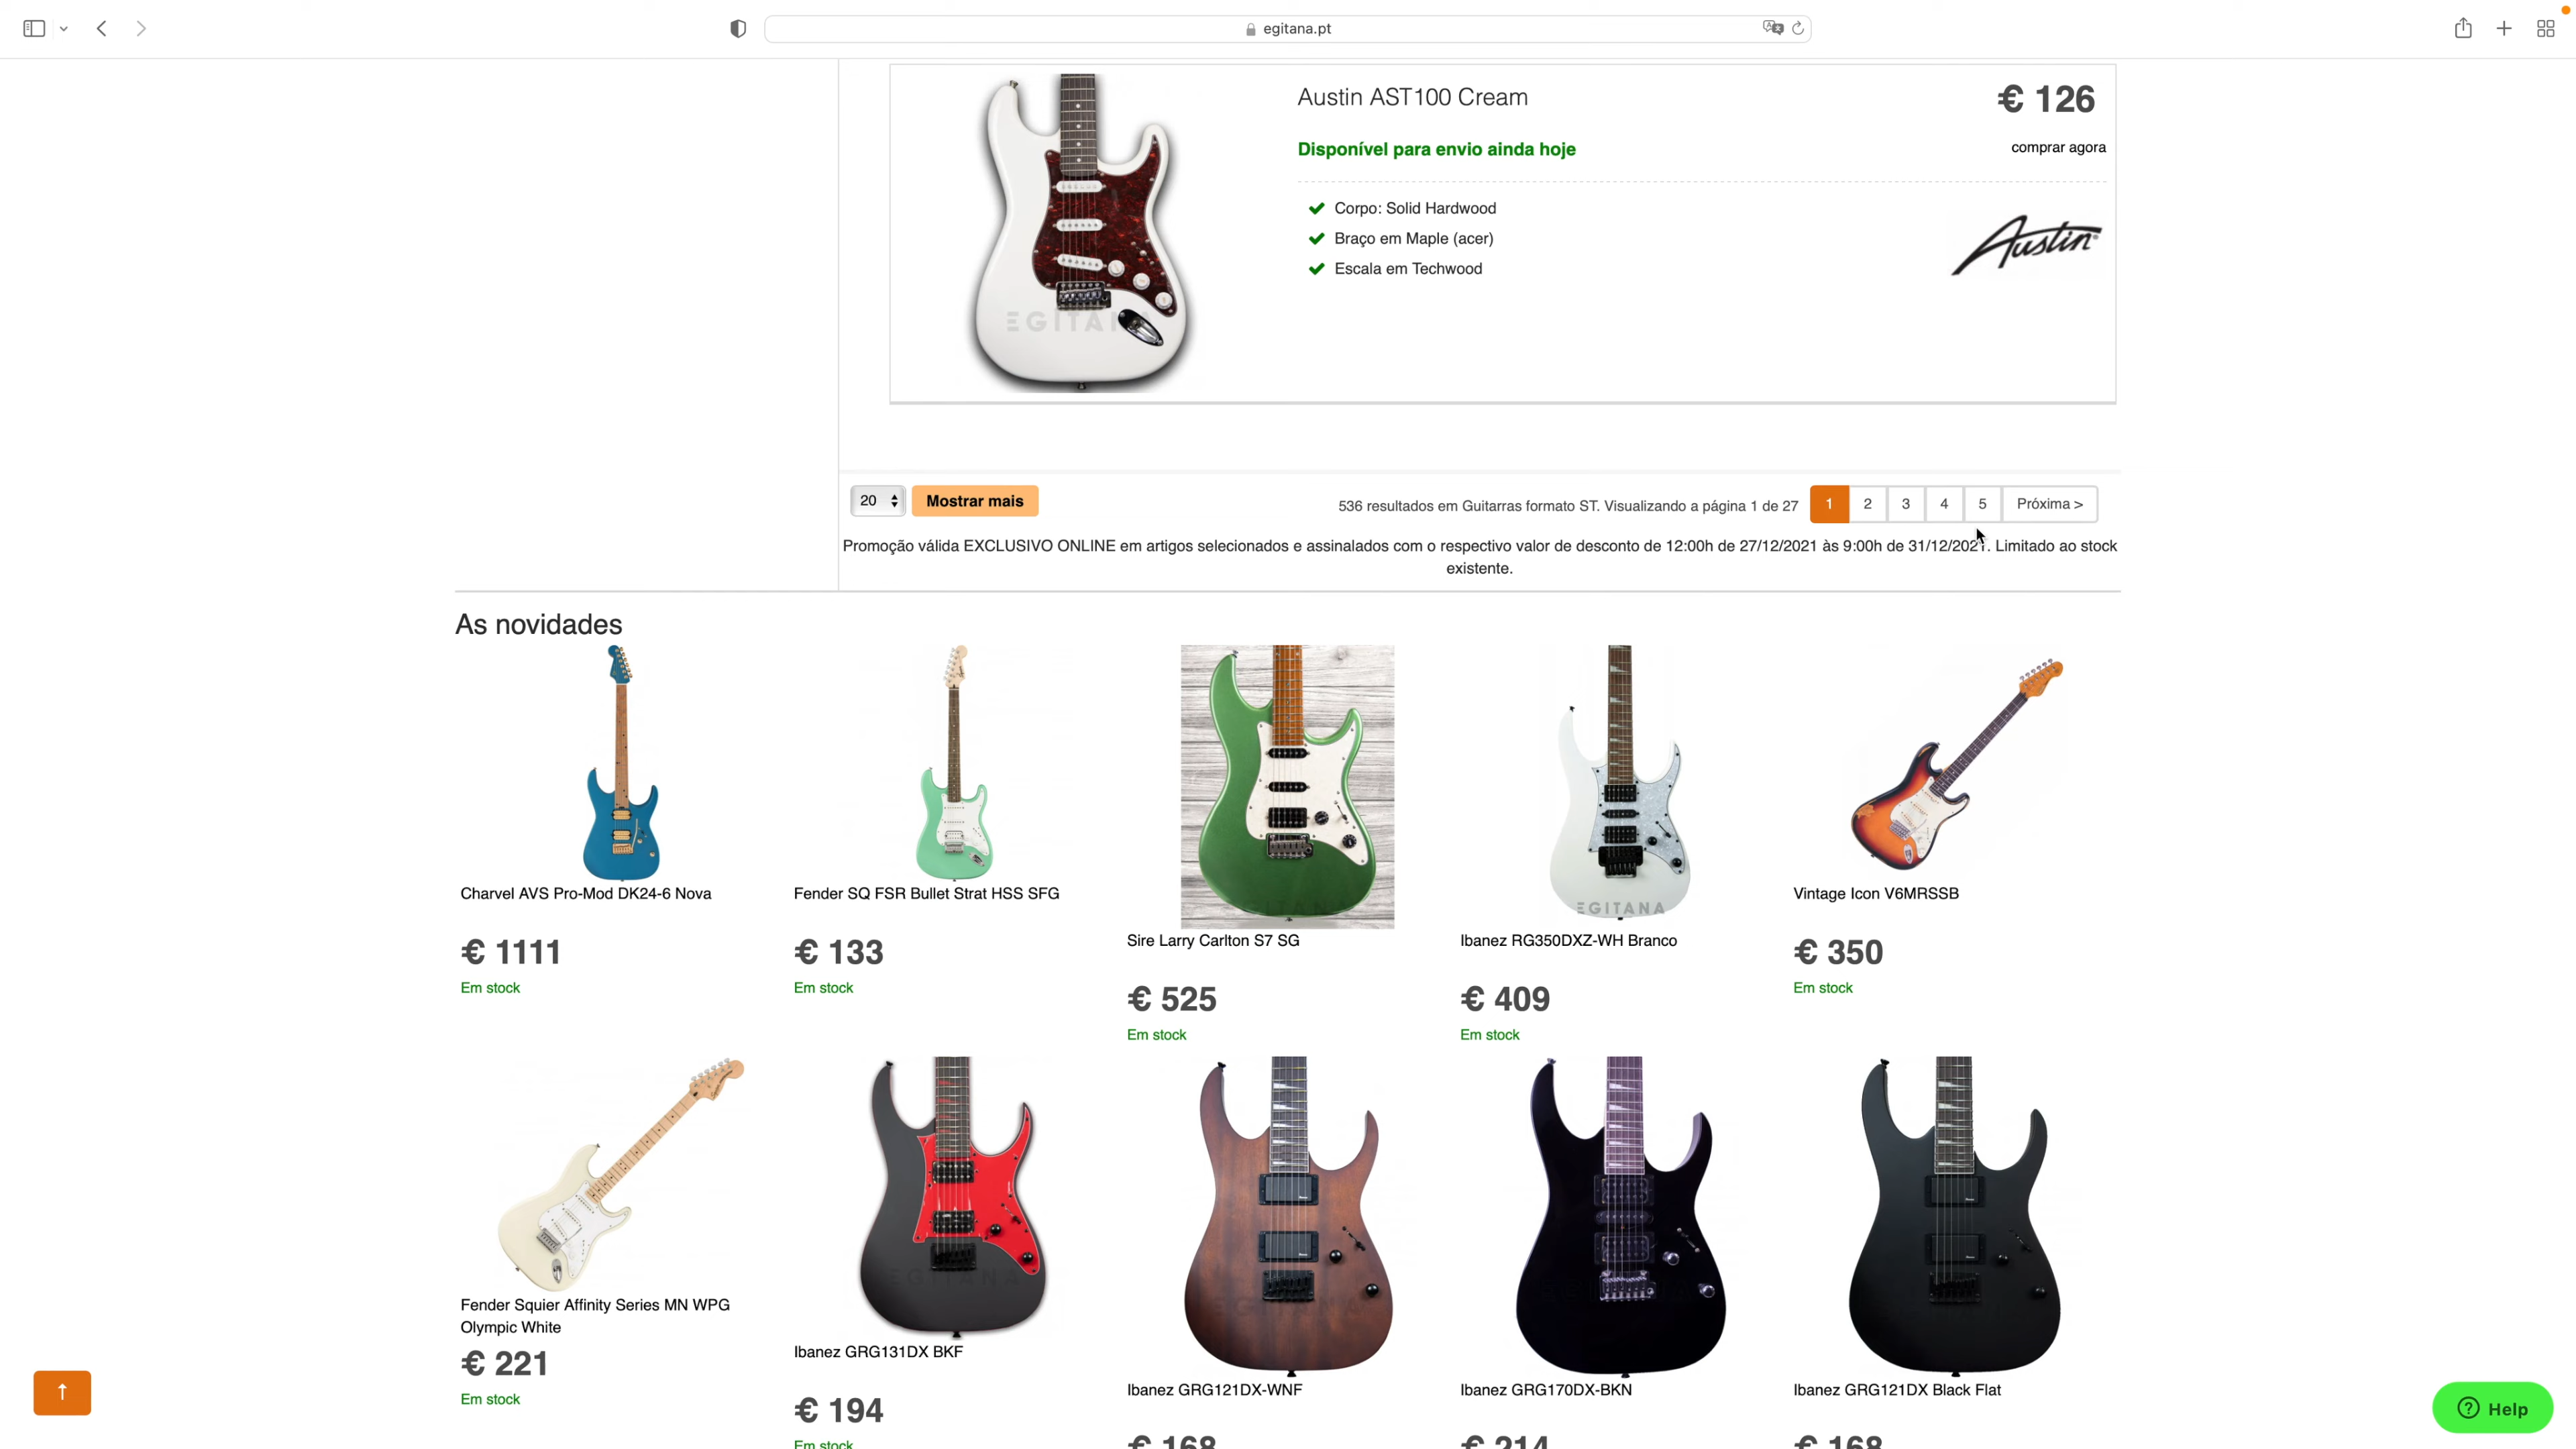 egitana.pt
Austin AST100 Cream
€ 126
Disponível para envio ainda hoje
comprar agora
Corpo: Solid Hardwood
Braço em Maple (acer)
Escala em Techwood
Austin
EGITANA
20
Mostrar mais
536 resultados em Guitarras formato ST. Visualizando a página 1 de 27
1 2 3 4 5 Próxima >
Promoção válida EXCLUSIVO ONLINE em artigos selecionados e assinalados com o respectivo valor de desconto de 12:00h de 27/12/2021 às 9:00h de 31/12/2021. Limitado ao stock
existente.
As novidades
EGITANA
Charvel AVS Pro-Mod DK24-6 Nova
€ 1111
Em stock
Fender SQ FSR Bullet Strat HSS SFG
€ 133
Em stock
Sire Larry Carlton S7 SG
€ 525
Em stock
Ibanez RG350DXZ-WH Branco
€ 409
Em stock
Vintage Icon V6MRSSB
€ 350
Em stock
Fender Squier Affinity Series MN WPG
Olympic White
€ 221
Em stock
EGITANA
Ibanez GRG131DX BKF
€ 194
Em stock
EGITANA
Ibanez GRG121DX-WNF
€ 168
Ibanez GRG170DX-BKN
€ 214
Ibanez GRG121DX Black Flat
€ 168
↑
? Help